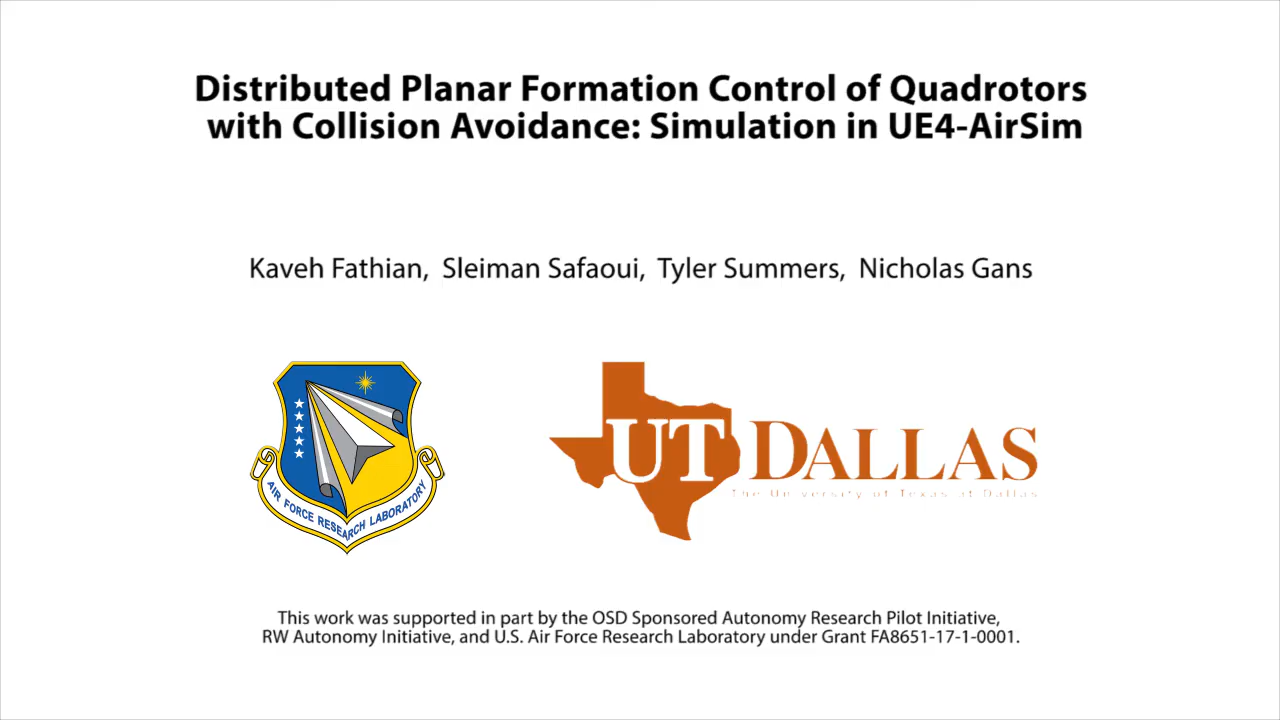 Distributed Planar Formation Control of Quadrotors
with Collision Avoidance: Simulation in UE4-AirSim
Kaveh Fathian, Sleiman Safaoui, Tyler Summers, Nicholas Gans
AIR FORCE RESEARCH LABORATORY
UT DALLAS
The University of Texas at Dallas
This work was supported in part by the OSD Sponsored Autonomy Research Pilot Initiative,
RW Autonomy Initiative, and U.S. Air Force Research Laboratory under Grant FA8651-17-1-0001.